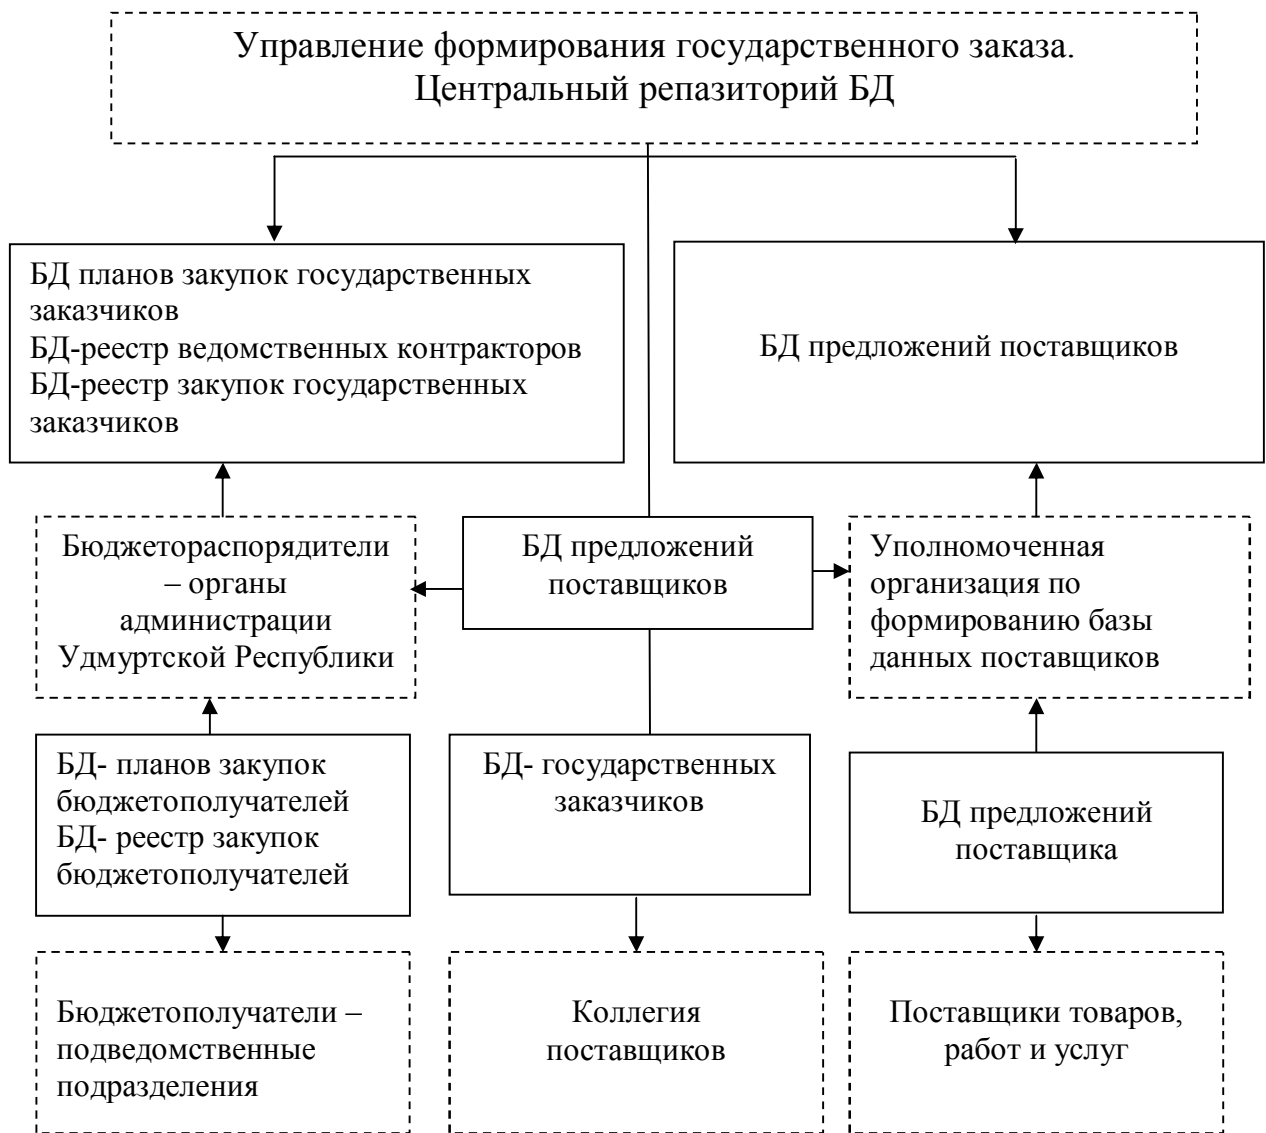 Управление формирования государственного заказа.
Центральный репазиторий БД
БД планов закупок государственных
заказчиков
БД-реестр ведомственных контракторов
БД-реестр закупок государственных
заказчиков
БД предложений поставщиков
Бюджетораспорядители
– органы
администрации
Удмуртской Республики
БД предложений
поставщиков
Уполномоченная
организация по
формированию базы
данных поставщиков
БД- планов закупок
бюджетополучателей
БД- реестр закупок
бюджетополучателей
БД- государственных
заказчиков
БД предложений
поставщика
Бюджетополучатели –
подведомственные
подразделения
Коллегия
поставщиков
Поставщики товаров,
работ и услуг